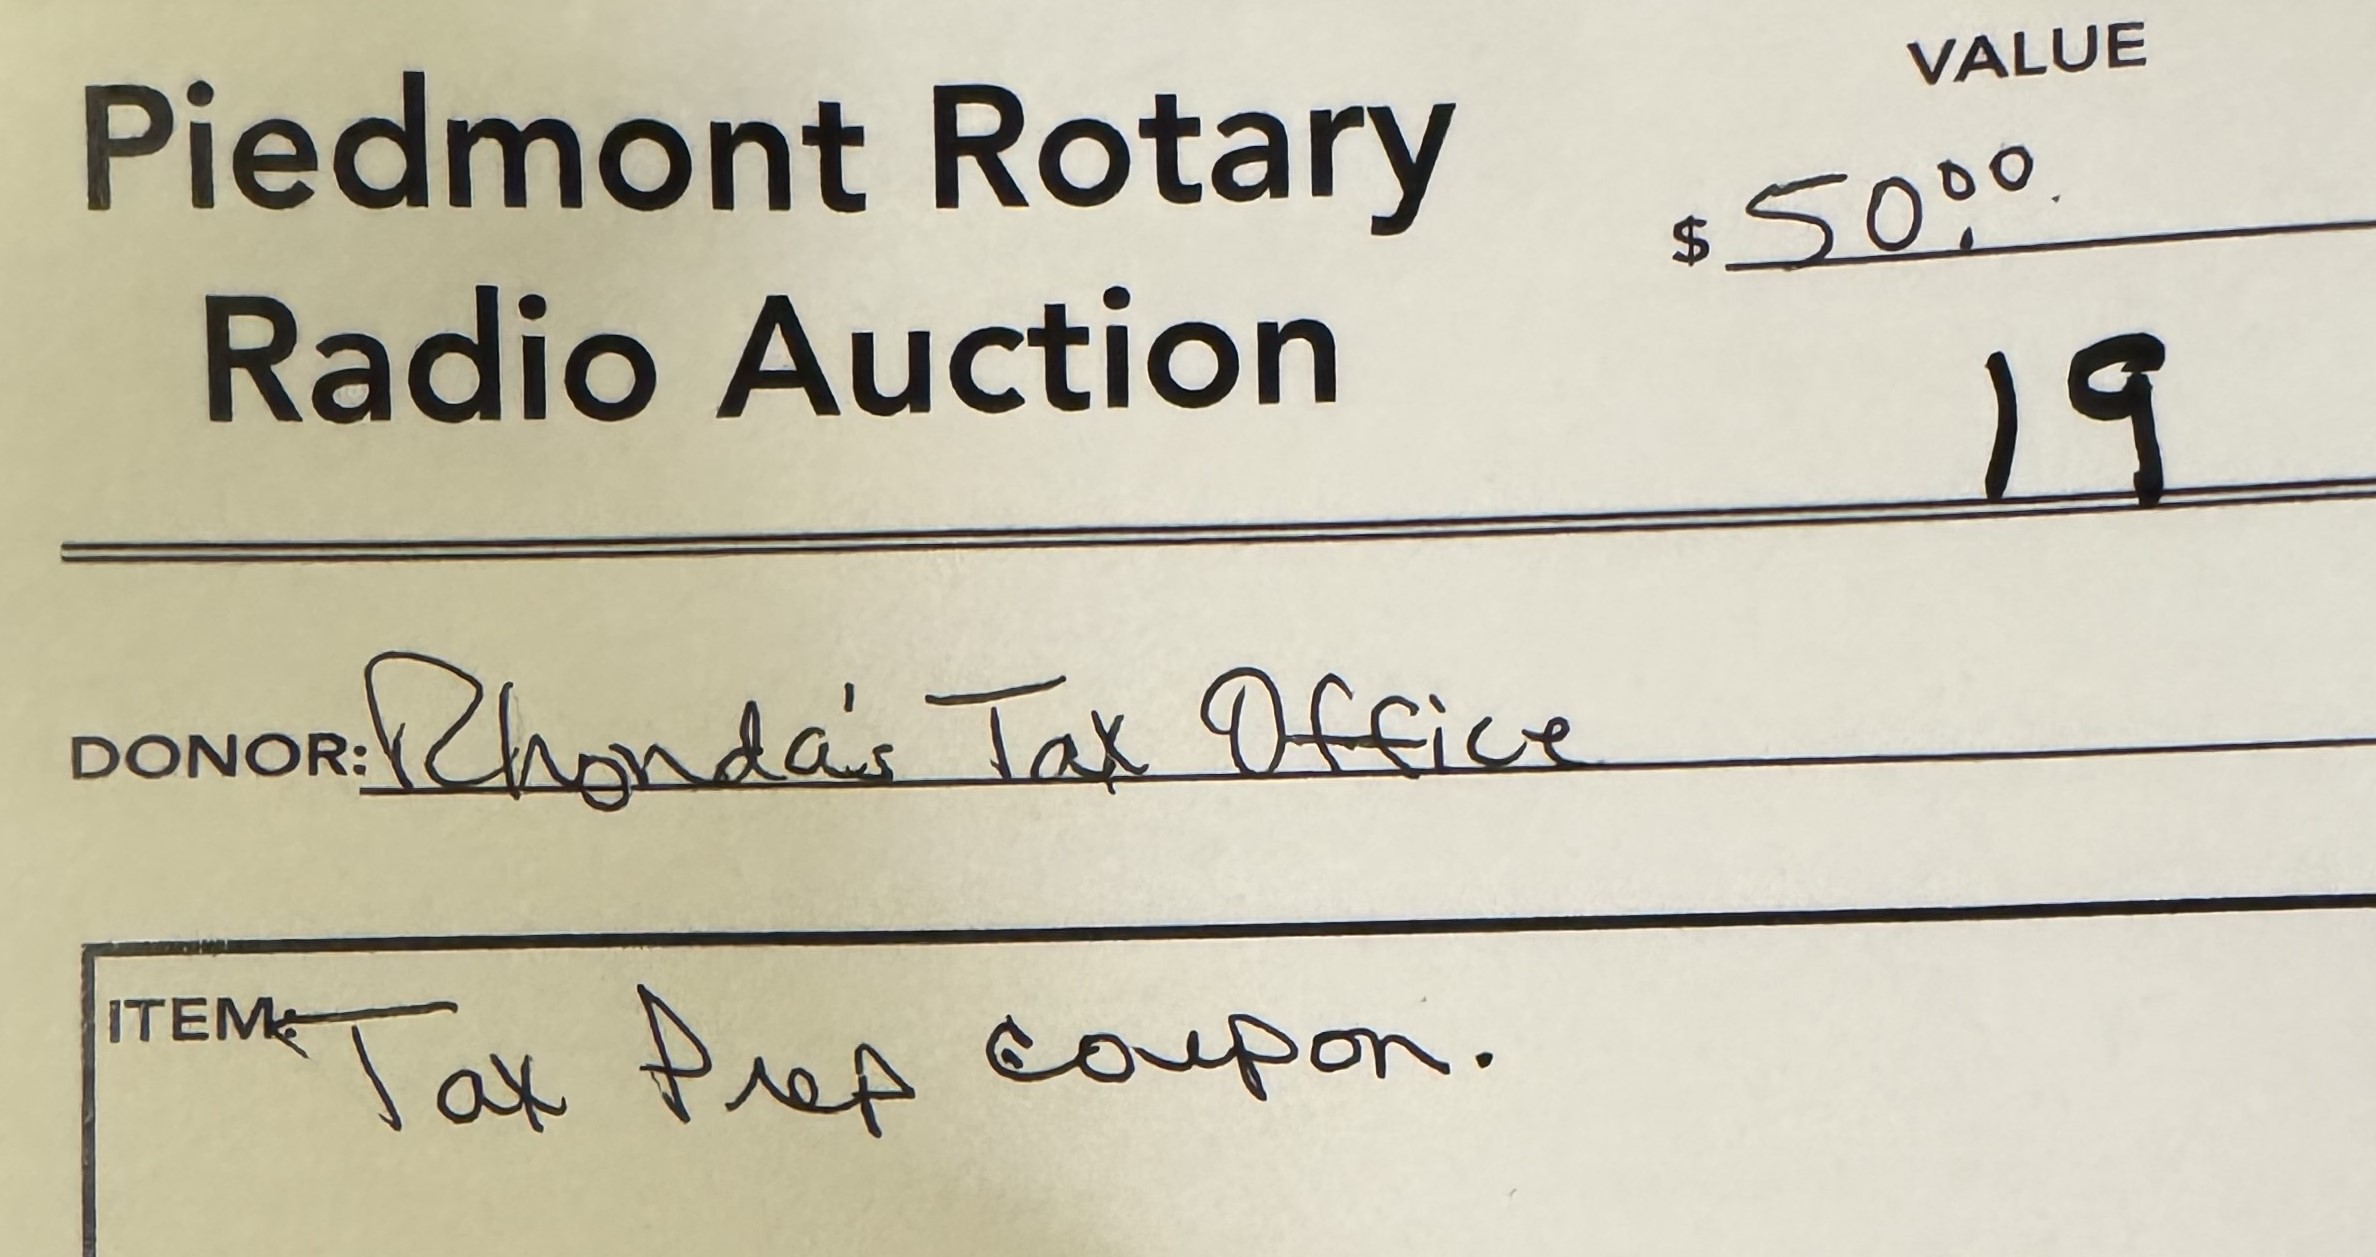 Piedmont Rotary
Radio Auction
VALUE
$ 50.00
19
DONOR: Rhonda's Tax Office
ITEM: Tax Prep coupon.